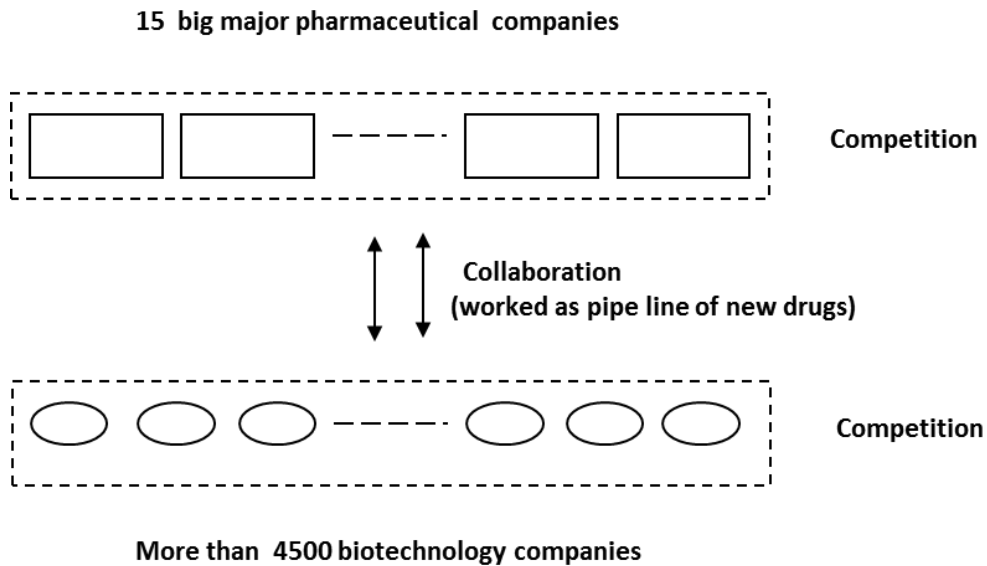 15 big major pharmaceutical companies
Competition
Collaboration
(worked as pipe line of new drugs)
Competition
More than 4500 biotechnology companies